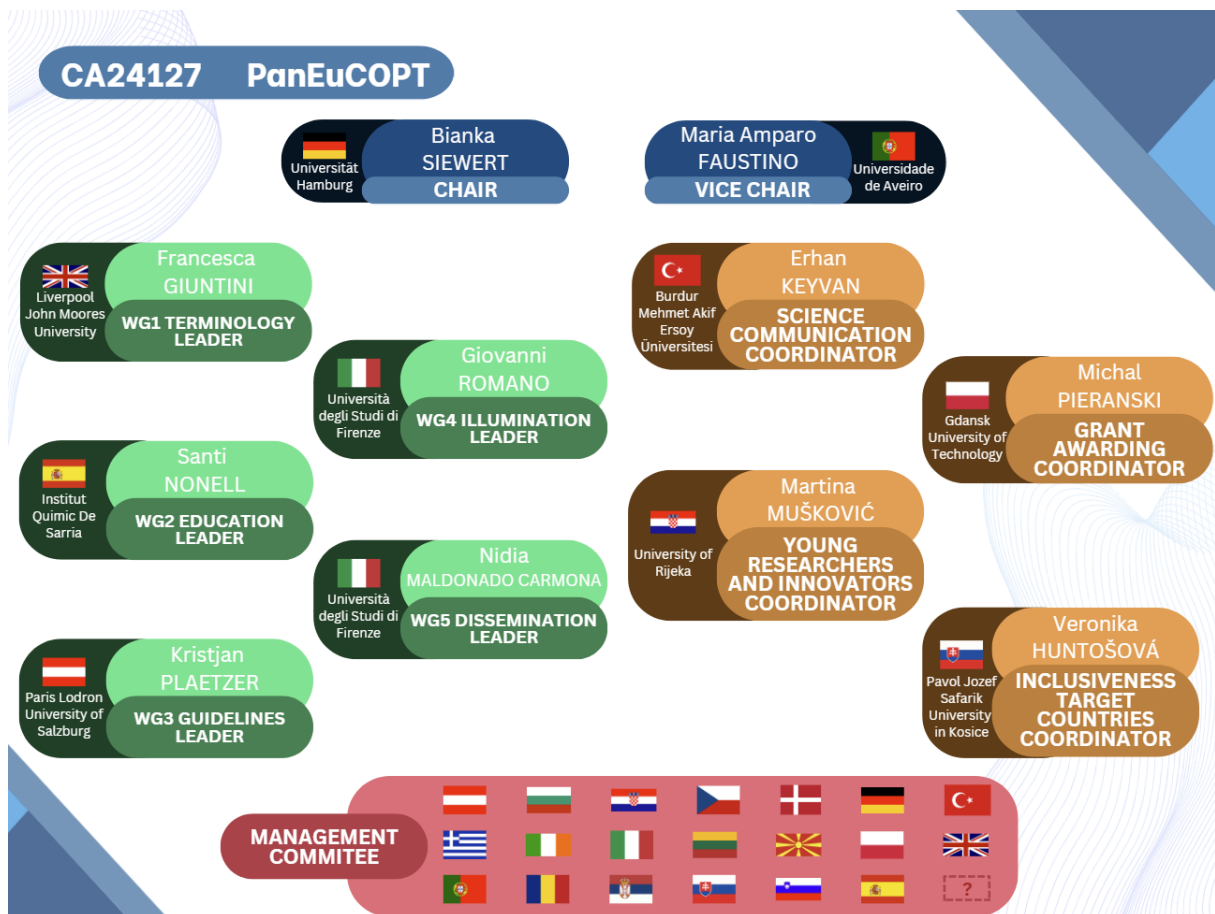 CA24127 PanEuCOPT
Bianka
SIEWERT
CHAIR
Universität
Hamburg
Maria Amparo
FAUSTINO
VICE CHAIR
Universidade
de Aveiro
Francesca
GIUNTINI
WG1 TERMINOLOGY
LEADER
Liverpool
John Moores
University
Giovanni
ROMANO
WG4 ILLUMINATION
LEADER
Università
degli Studi di
Firenze
Santi
NONELL
WG2 EDUCATION
LEADER
Institut
Quimic De
Sarria
Nidia
MALDONADO CARMONA
WG5 DISSEMINATION
LEADER
Università
degli Studi di
Firenze
Kristjan
PLAETZER
WG3 GUIDELINES
LEADER
Paris Lodron
University of
Salzburg
Erhan
KEYVAN
SCIENCE
COMMUNICATION
COORDINATOR
Burdur
Mehmet Akif
Ersoy
Üniversitesi
Michal
PIERANSKI
GRANT
AWARDING
COORDINATOR
Gdansk
University of
Technology
Martina
MUŠKOVIĆ
YOUNG
RESEARCHERS
AND INNOVATORS
COORDINATOR
University of
Rijeka
Veronika
HUNTOŠOVÁ
INCLUSIVENESS
TARGET
COUNTRIES
COORDINATOR
Pavol Jozef
Safarik
University
in Kosice
MANAGEMENT
COMMITEE
?